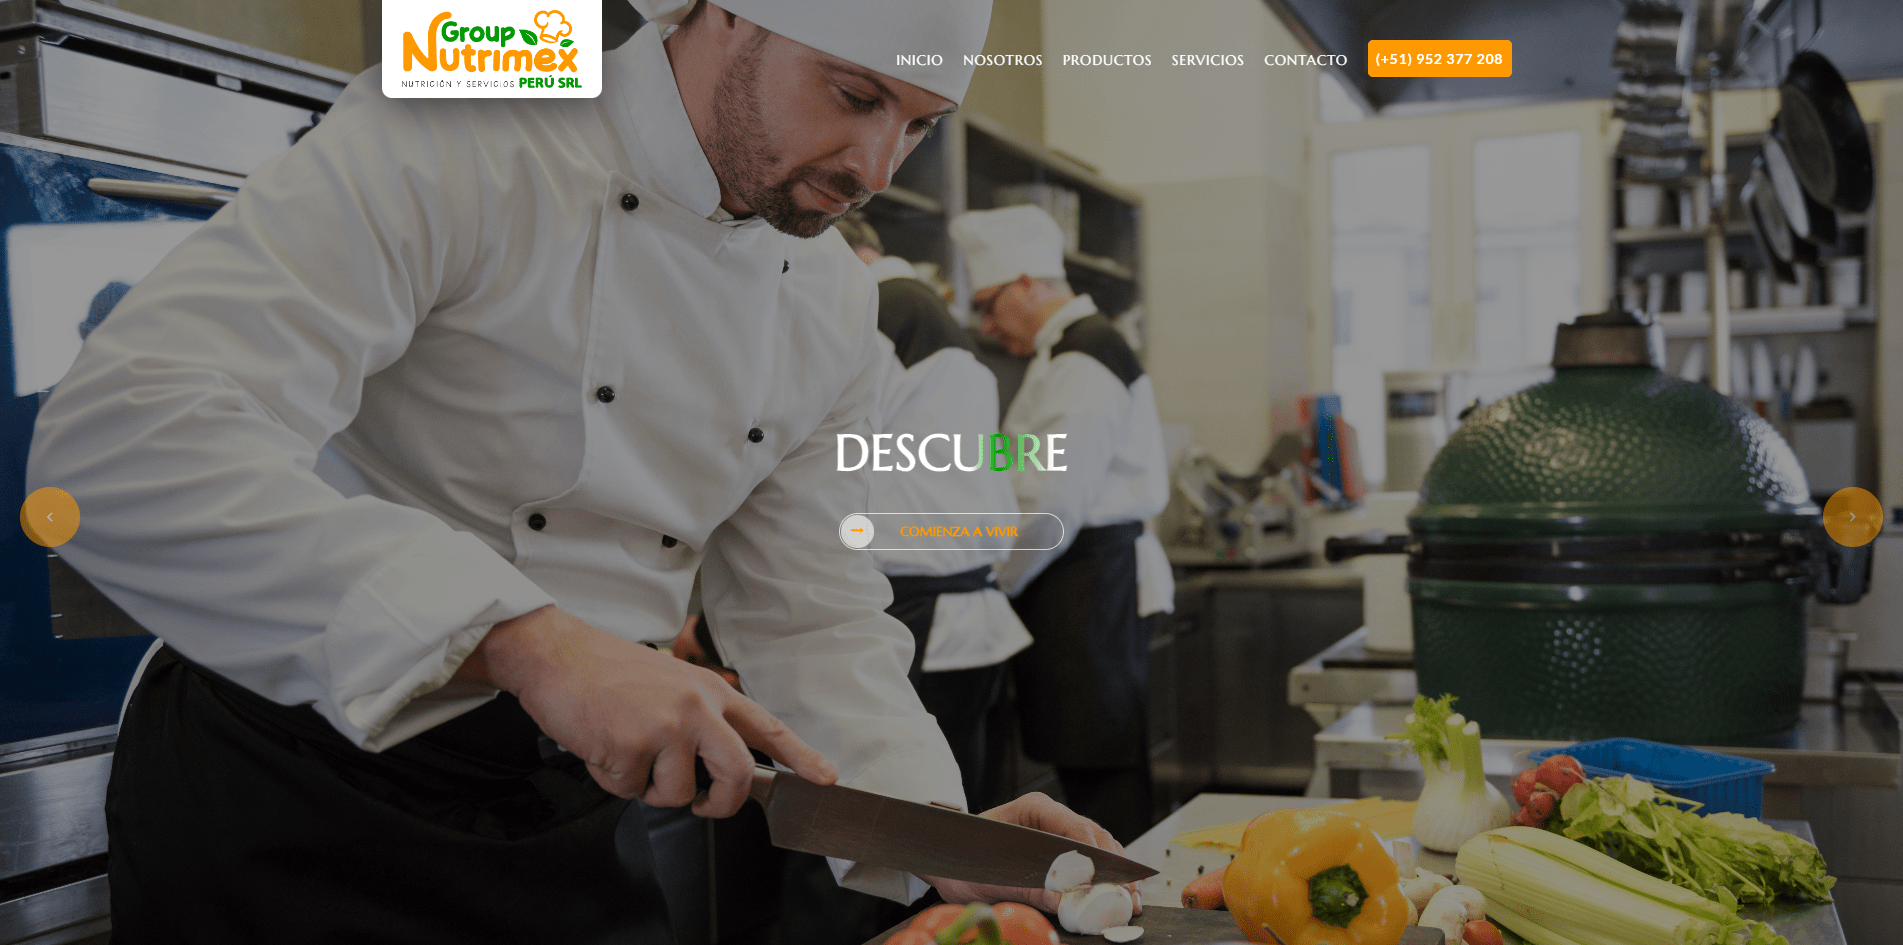 Group
Nutrimex
NUTRICIÓN Y SERVICIOS PERÚ SRL
INICIO NOSOTROS PRODUCTOS SERVICIOS CONTACTO (+51) 952 377 208
DESCUBRE
COMIENZA A VIVIR